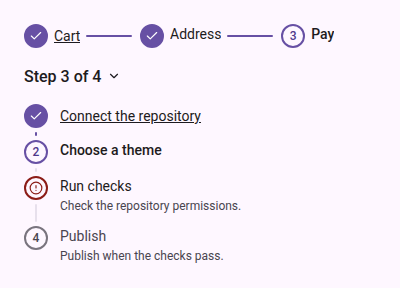 Cart Address 3 Pay
Step 3 of 4
Connect the repository
2 Choose a theme
Run checks
Check the repository permissions.
4 Publish
Publish when the checks pass.